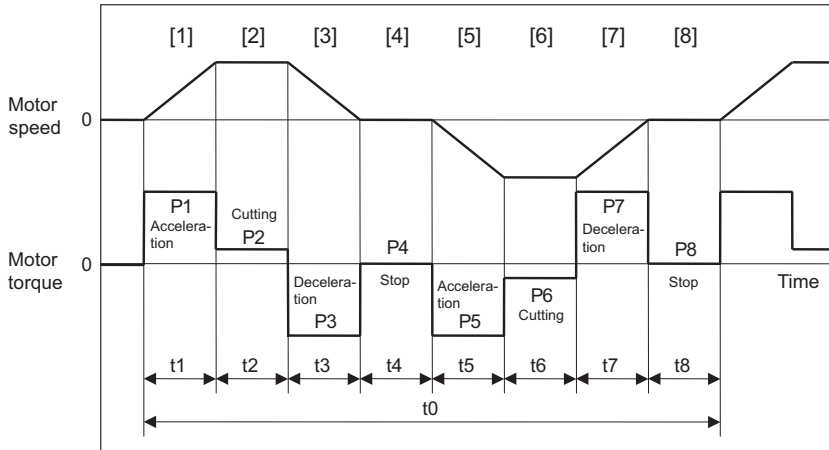 [1] [2] [3] [4] [5] [6] [7] [8]
Motor
speed
0
P1
Accelera-
tion
Cutting
P2
Decelera-
tion
P3
P4
Stop
Accelera-
tion
P5
P6
Cutting
P7
Decelera-
tion
P8
Stop
Motor
torque
0
Time
t1 t2 t3 t4 t5 t6 t7 t8
t0